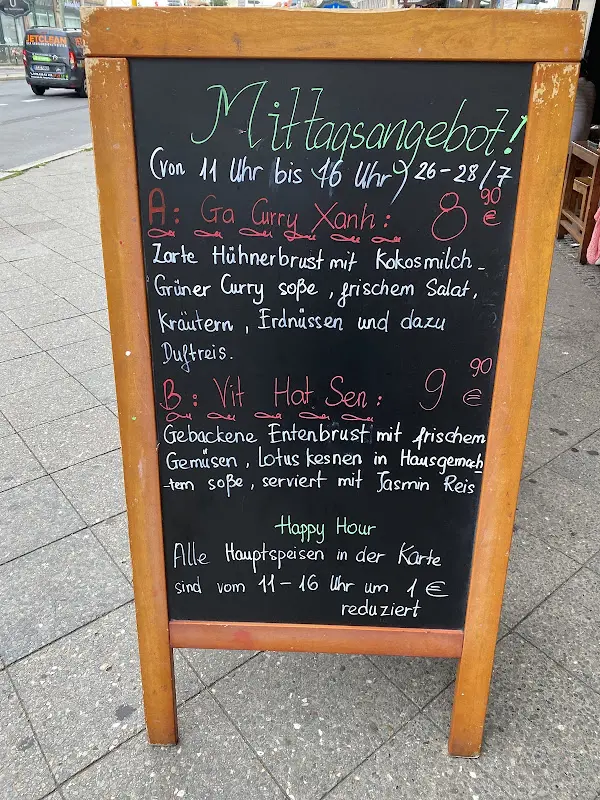 JETCLEAN
Mittagsangebot!
(von 11 Uhr bis 16 Uhr) 26-28/7
A: Ga Curry Xanh: 8 90 €
Zarte Hühnerbrust mit Kokosmilch-
Grüner Curry soße, frischem Salat,
Kräutern, Erdnüssen und dazu
Duftreis.
B: Vit Hat Sen: 9 90 €
Gebackene Entenbrust mit frischem
Gemüsen, Lotus kesnen in Hausgemach
-tem soße, serviert mit Jasmin Reis
Happy Hour
Alle Hauptspeisen in der Karte
sind vom 11-16 Uhr um 1 €
reduziert